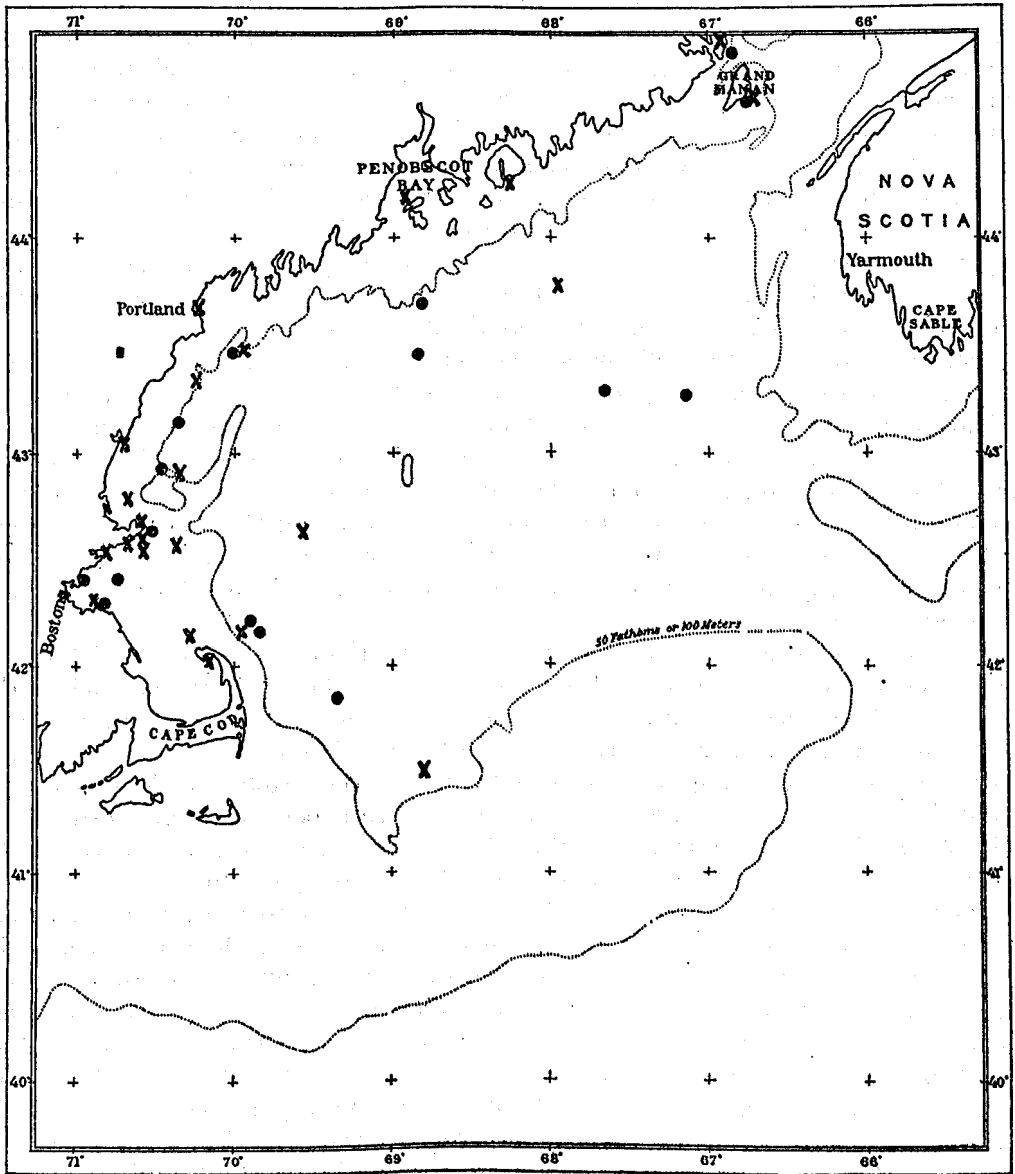 71° 70° 69° 68° 67° 66°
GRAND
MANAN
PENOBSCOT
BAY
NOVA
SCOTIA
44° 44°
Yarmouth
Portland
CAPE
SABLE
43° 43°
Boston
50 Fathoms or 100 Meters
42° 42°
CAPE COD
41° 41°
40° 40°
71° 70° 69° 68° 67° 66°